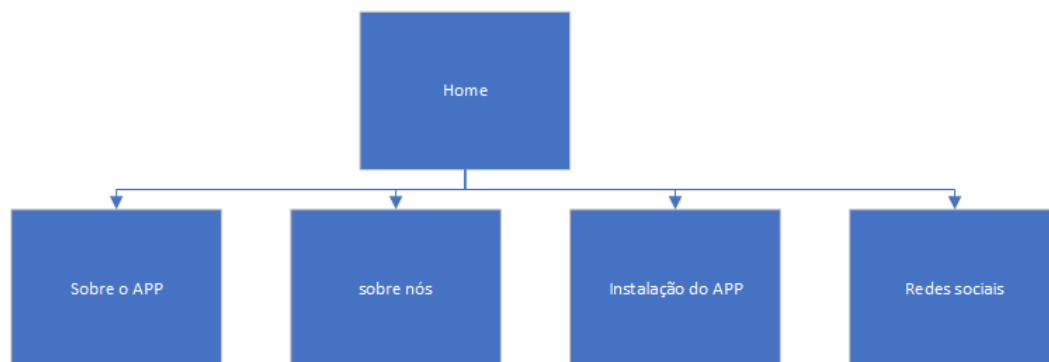 Home
Sobre o APP
sobre nós
Instalação do APP
Redes sociais